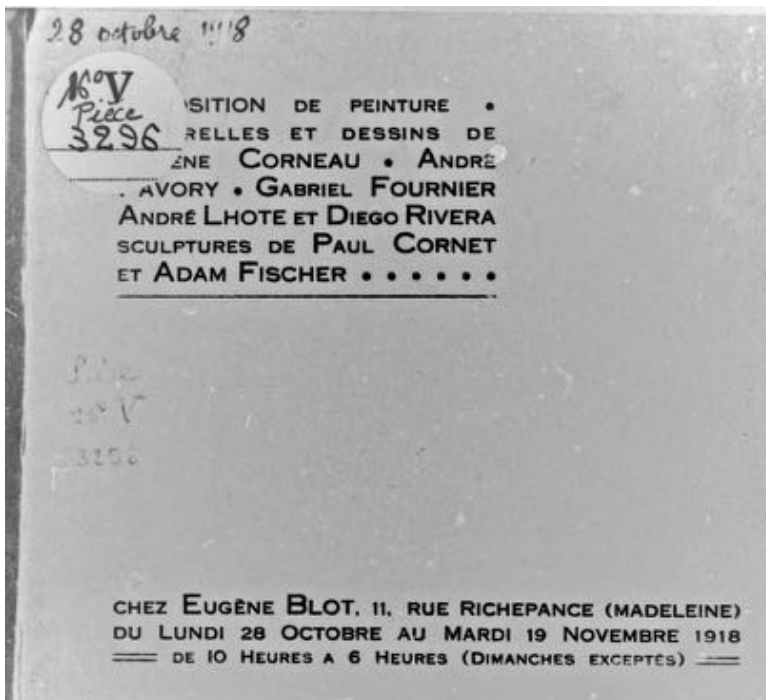 28 octobre 1918
V
Pièce
3296
SITION DE PEINTURE •
RELLES ET DESSINS DE
ÈNE CORNEAU • ANDRÉ
AVORY • GABRIEL FOURNIER
ANDRÉ LHOTE ET DIEGO RIVERA
SCULPTURES DE PAUL CORNET
ET ADAM FISCHER • • • • • •
V
3296
CHEZ EUGÈNE BLOT, 11, RUE RICHEPANCE (MADELEINE)
DU LUNDI 28 OCTOBRE AU MARDI 19 NOVEMBRE 1918
DE 10 HEURES A 6 HEURES (DIMANCHES EXCEPTÉS)